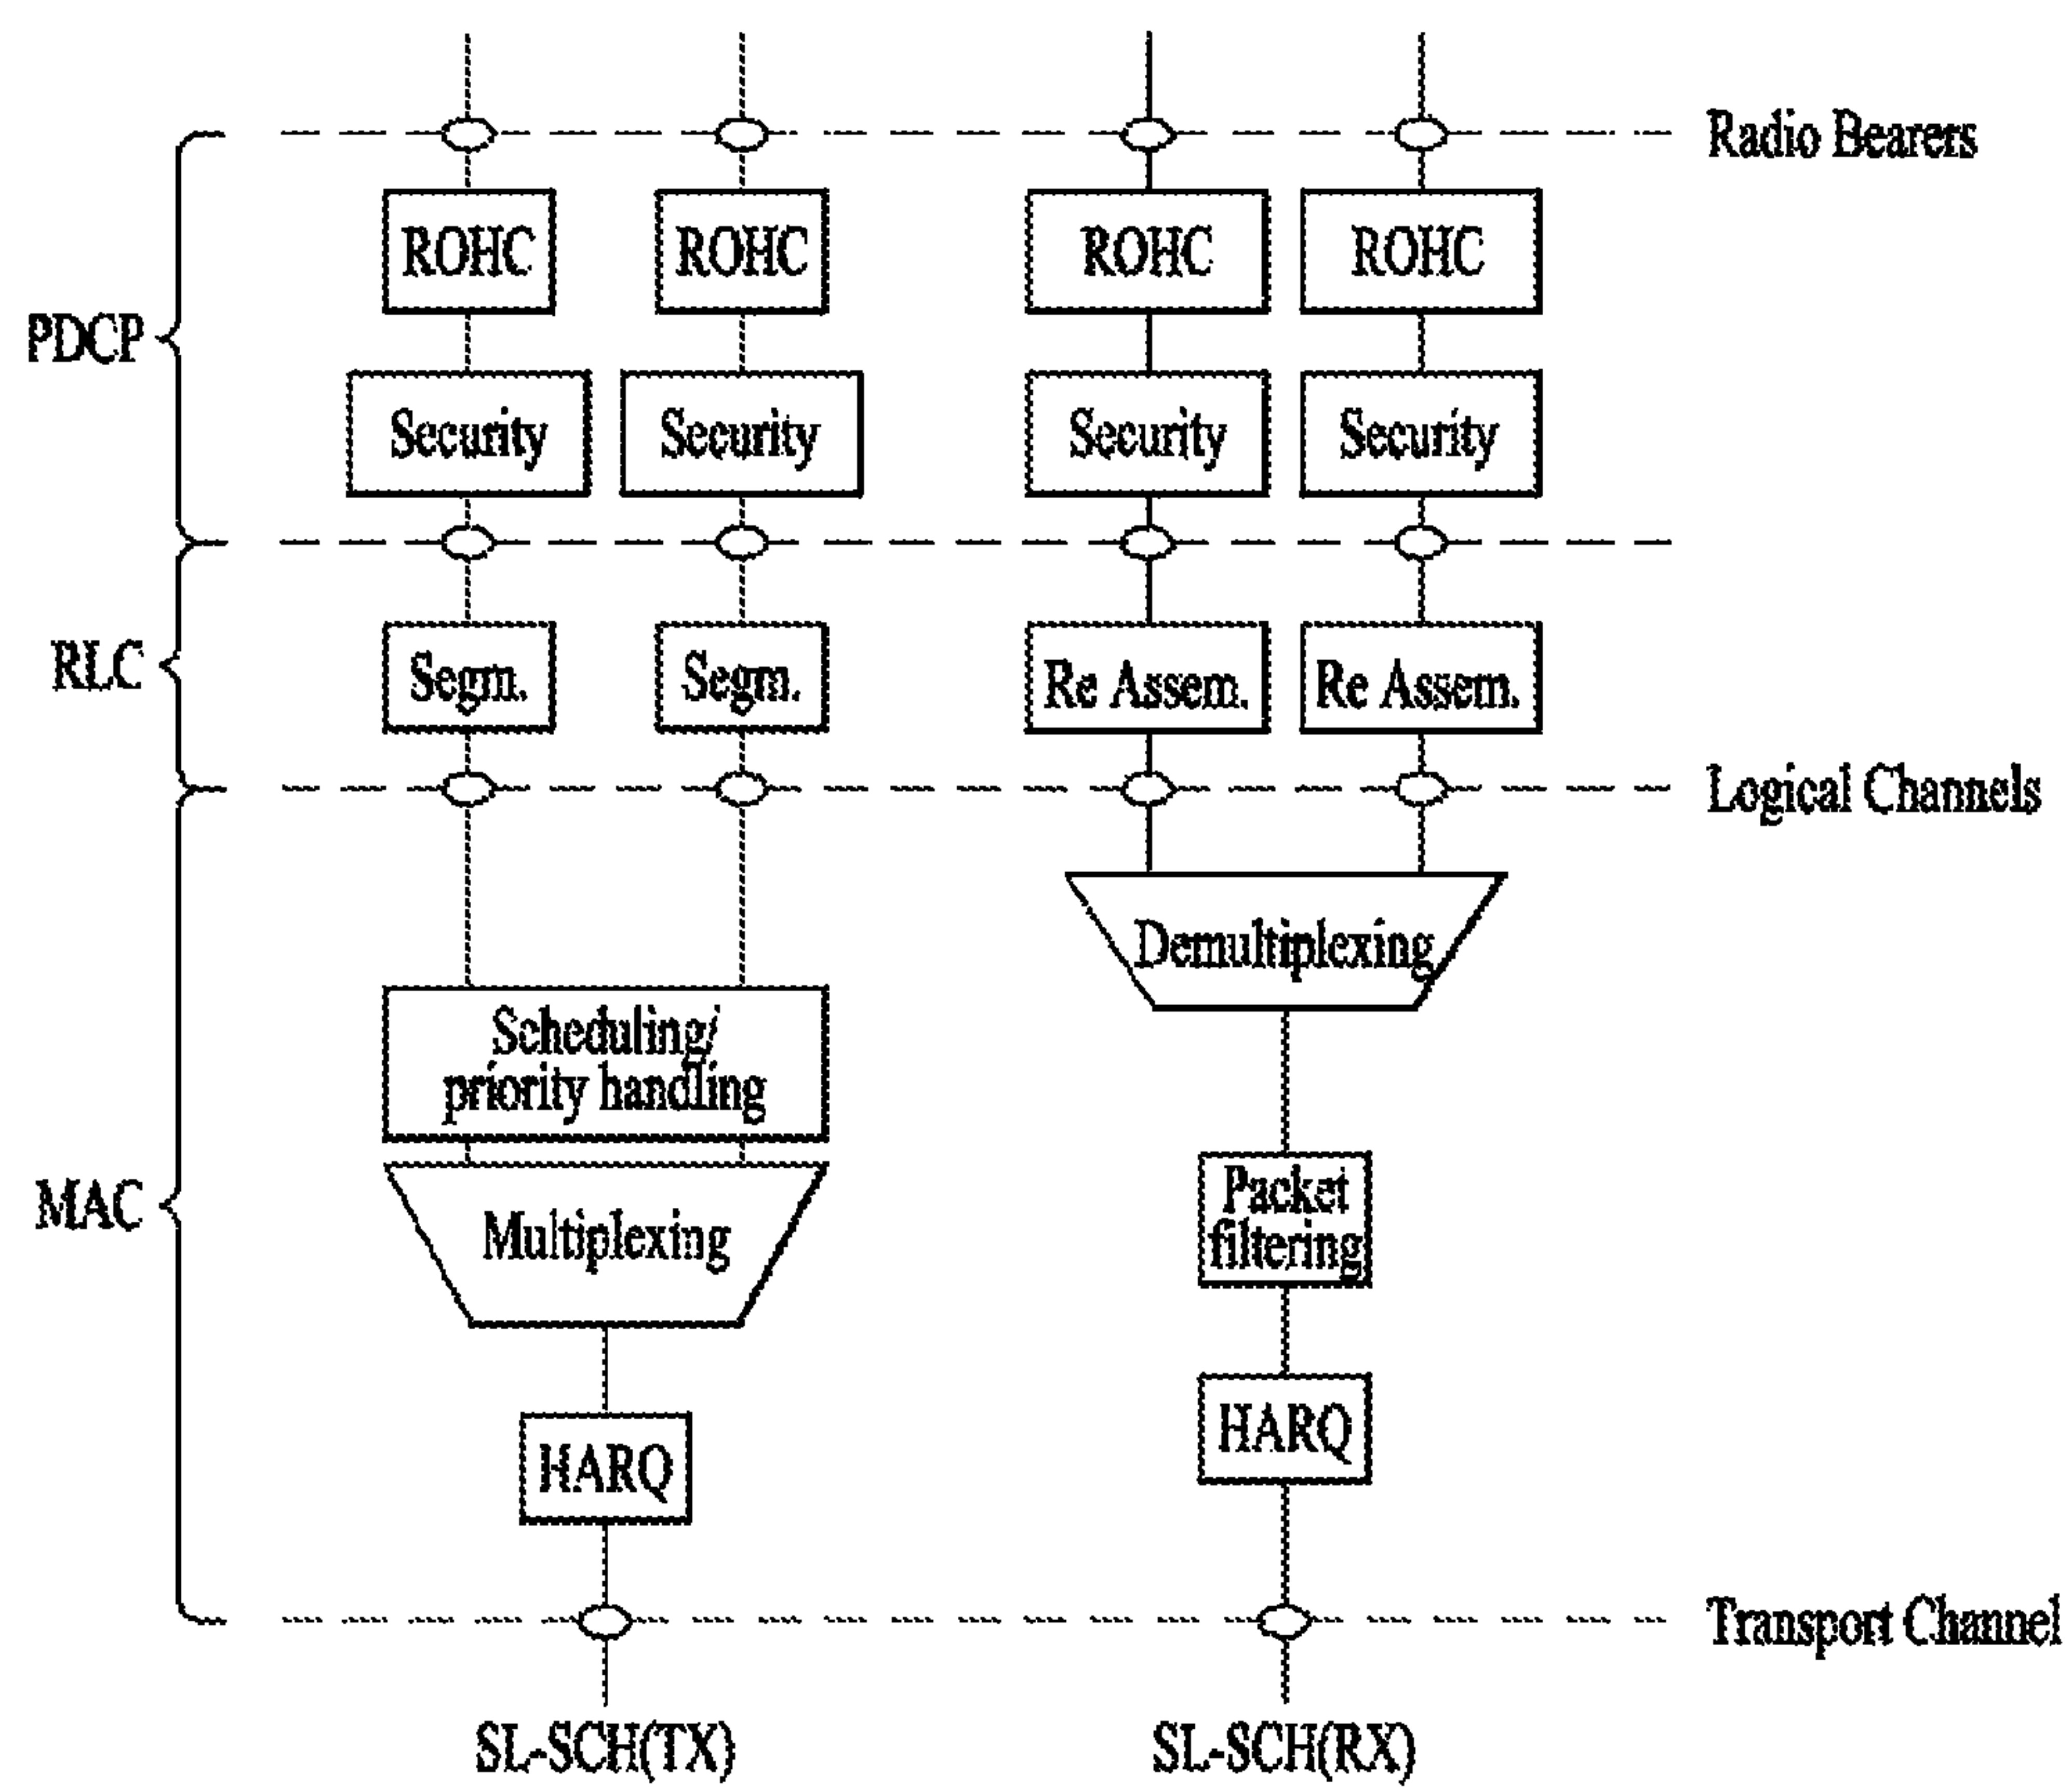 Radio Bearers
ROHC
ROHC
ROHC
ROHC
PDCP
Security
Security
Security
Security
RLC
Segm.
Segm.
Re Assem.
Re Assem.
Logical Channels
Demultiplexing
Scheduling/
priority handling
MAC
Multiplexing
Packet
filtering
HARQ
HARQ
Transport Channel
SL-SCH(TX)
SL-SCH(RX)